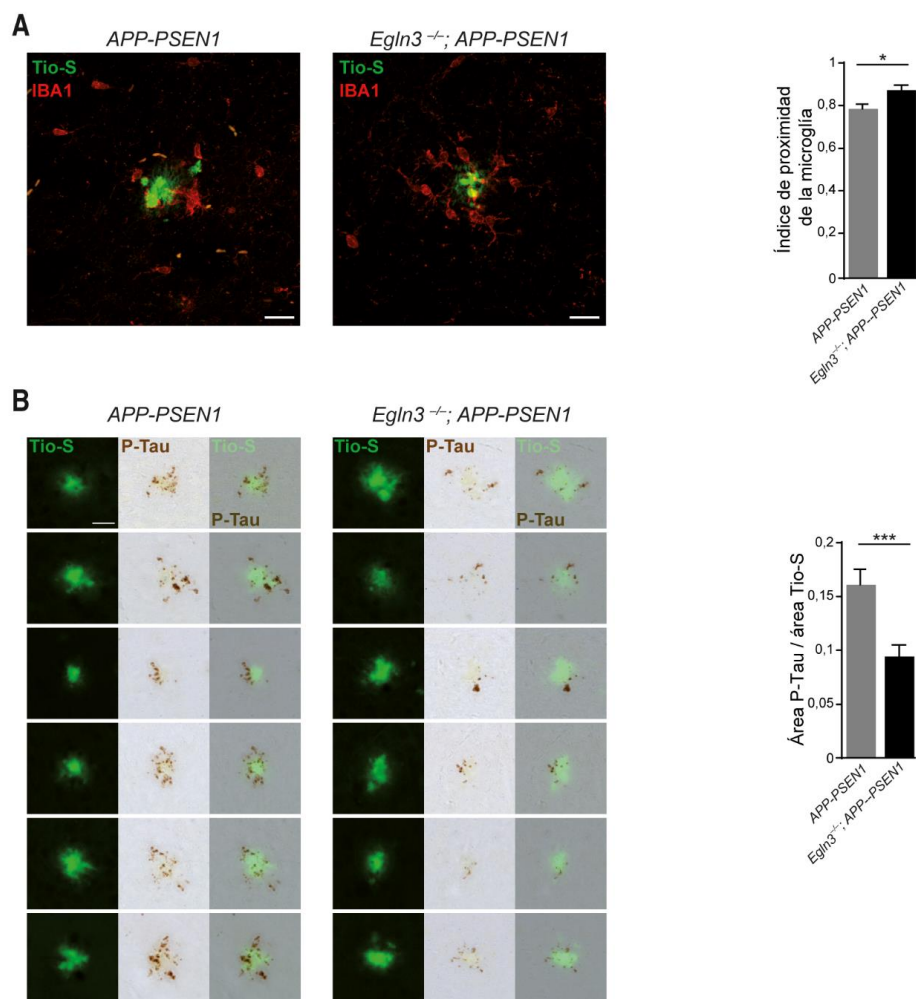 A
APP-PSEN1
Egln3 –/–; APP-PSEN1
Tio-S
IBA1
Tio-S
IBA1
Índice de proximidad
de la microglía
1
0,8
0,6
0,4
0,2
0
*
APP-PSEN1
Egln3–/–; APP--PSEN1
B
APP-PSEN1
Egln3 –/–; APP-PSEN1
Tio-S
P-Tau
Tio-S
P-Tau
Tio-S
P-Tau
Tio-S
P-Tau
Área P-Tau / área Tio-S
0,2
0,15
0,1
0,05
0
***
APP-PSEN1
Egln3–/–; APP--PSEN1